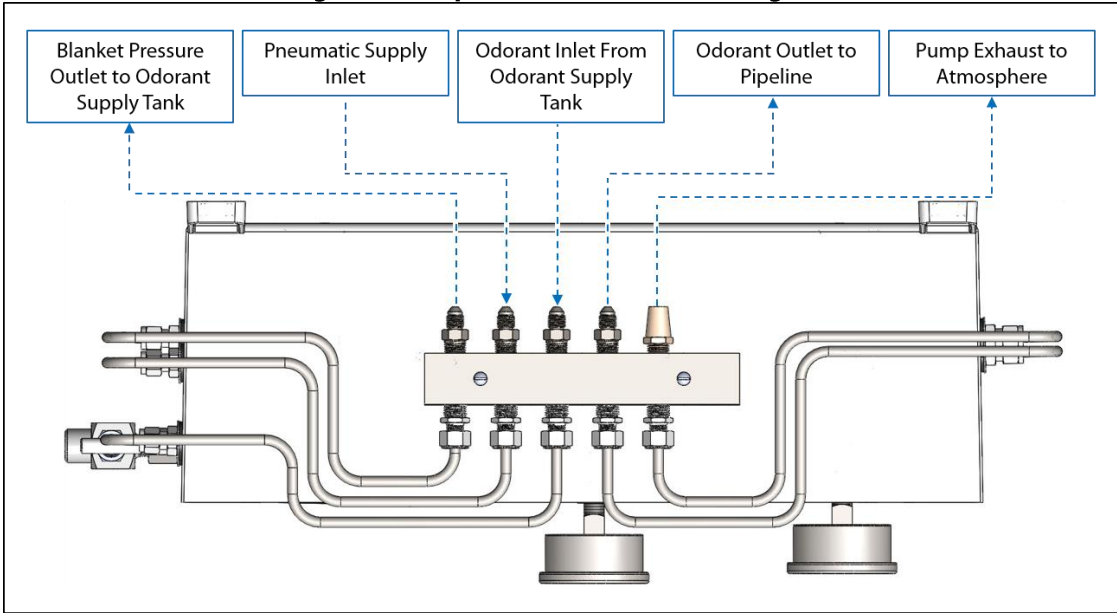 Blanket Pressure
Outlet to Odorant
Supply Tank
Pneumatic Supply
Inlet
Odorant Inlet From
Odorant Supply
Tank
Odorant Outlet to
Pipeline
Pump Exhaust to
Atmosphere